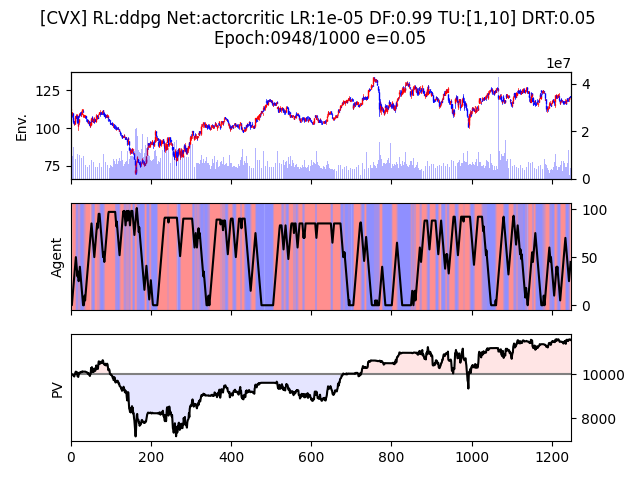 [CVX] RL:ddpg Net:actorcritic LR:1e-05 DF:0.99 TU:[1,10] DRT:0.05
Epoch:0948/1000 e=0.05
1e7
125
100
75
Env.
4
2
0
Agent
100
50
0
PV
10000
8000
0 200 400 600 800 1000 1200